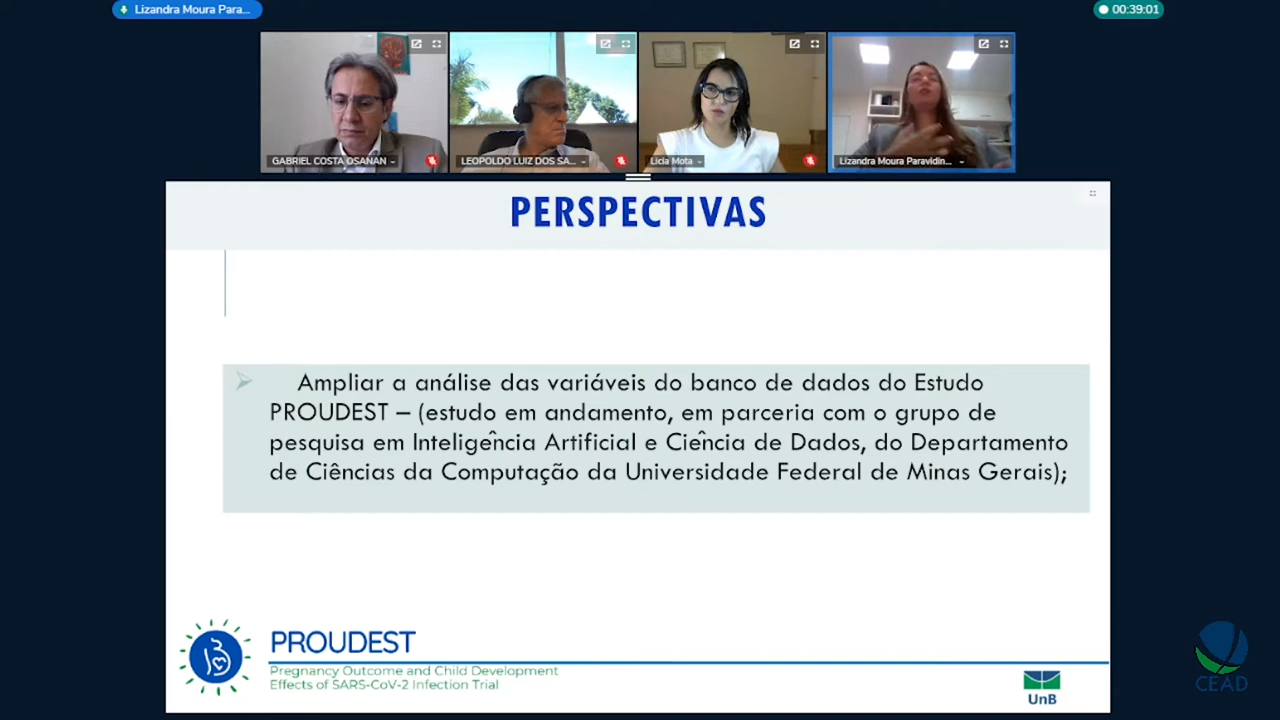 Lizandra Moura Para...
00:39:01
GABRIEL COSTA OSANAN
LEOPOLDO LUIZ DOS SA...
Licia Mota
Lizandra Moura Paravidin...
PERSPECTIVAS
Ampliar a análise das variáveis do banco de dados do Estudo
PROUDEST – (estudo em andamento, em parceria com o grupo de
pesquisa em Inteligência Artificial e Ciência de Dados, do Departamento
de Ciências da Computação da Universidade Federal de Minas Gerais);
PROUDEST
Pregnancy Outcome and Child Development
Effects of SARS-CoV-2 Infection Trial
UnB
CEAD